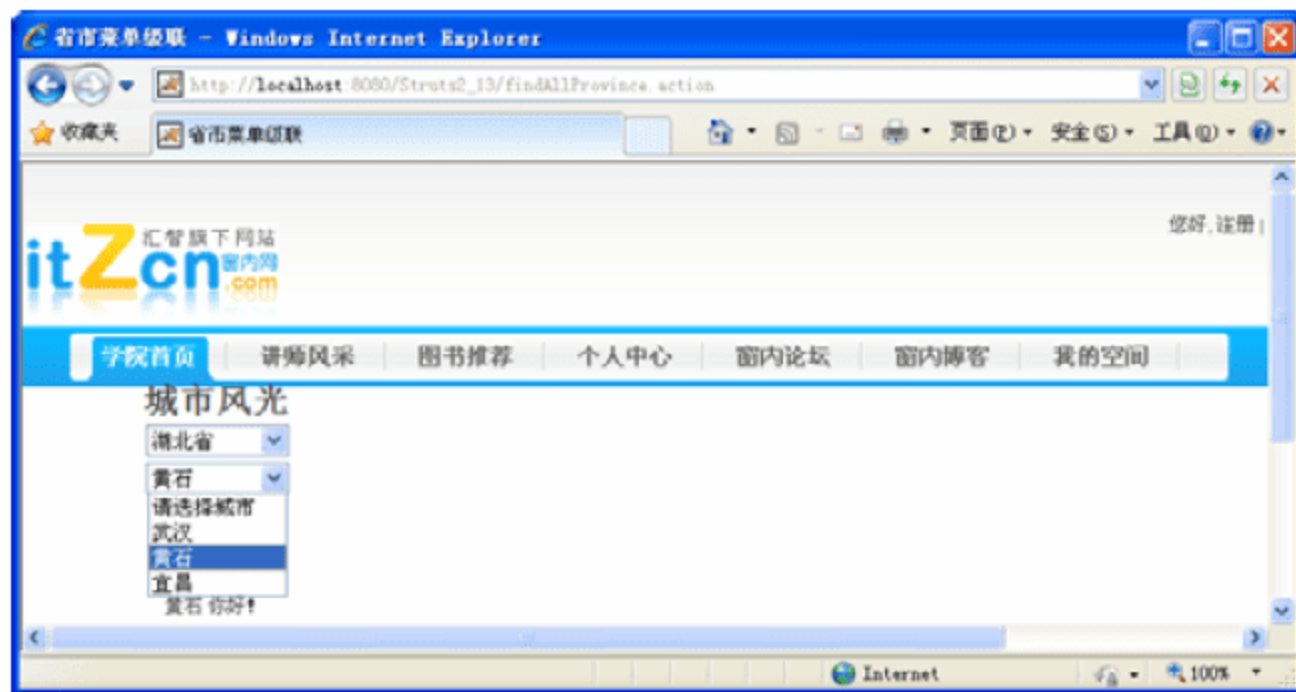 省市菜单级联 - Windows Internet Explorer
http://localhost:8080/Struts2_13/findAllProvince.action
收藏夹 省市菜单级联 页面(P) 安全(S) 工具(O)
您好,注册|
itZcn 汇智旗下网站
窗内网
.com
学院首页 讲师风采 图书推荐 个人中心 窗内论坛 窗内博客 我的空间
城市风光
湖北省
黄石
请选择城市
武汉
黄石
宜昌
黄石 你好!
Internet 100%